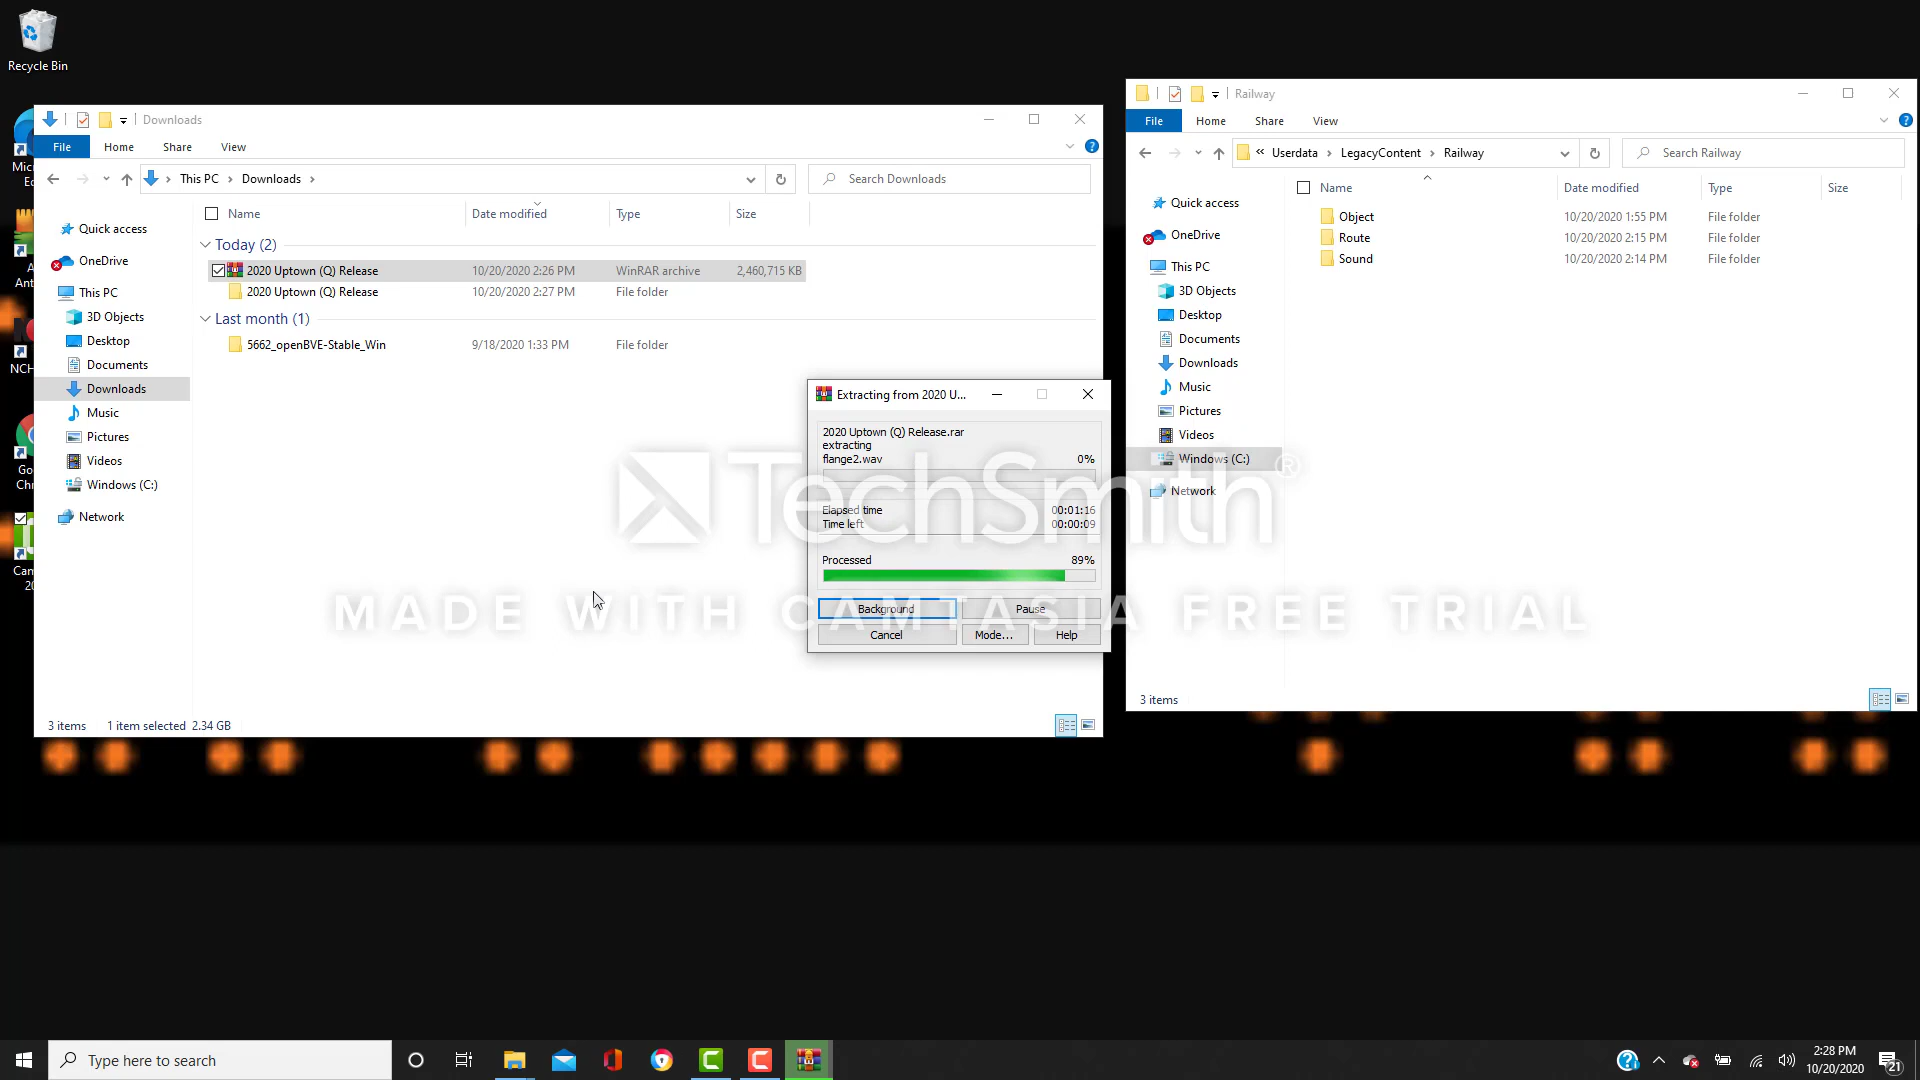 Recycle Bin
Micr
Ed
A
Ant
NCH
Go
Chr
Cam
20
Downloads
File
Home
Share
View
This PC
Downloads
Search Downloads
Name
Date modified
Type
Size
Quick access
OneDrive
This PC
3D Objects
Desktop
Documents
Downloads
Music
Pictures
Videos
Windows (C:)
Network
Today (2)
2020 Uptown (Q) Release 10/20/2020 2:26 PM WinRAR archive 2,460,715 KB
2020 Uptown (Q) Release 10/20/2020 2:27 PM File folder
Last month (1)
5662_openBVE-Stable_Win 9/18/2020 1:33 PM File folder
3 items 1 item selected 2.34 GB
Extracting from 2020 U...
2020 Uptown (Q) Release.rar
extracting
flange2.wav 0%
Elapsed time 00:01:16
Time left 00:00:09
Processed 89%
Background
Pause
Cancel
Mode...
Help
Railway
File
Home
Share
View
« Userdata
LegacyContent
Railway
Search Railway
Name
Date modified
Type
Size
Quick access
OneDrive
This PC
3D Objects
Desktop
Documents
Downloads
Music
Pictures
Videos
Windows (C:)
Network
Object 10/20/2020 1:55 PM File folder
Route 10/20/2020 2:15 PM File folder
Sound 10/20/2020 2:14 PM File folder
3 items
TechSmith®
MADE WITH CAMTASIA FREE TRIAL
Type here to search
2:28 PM
10/20/2020
21